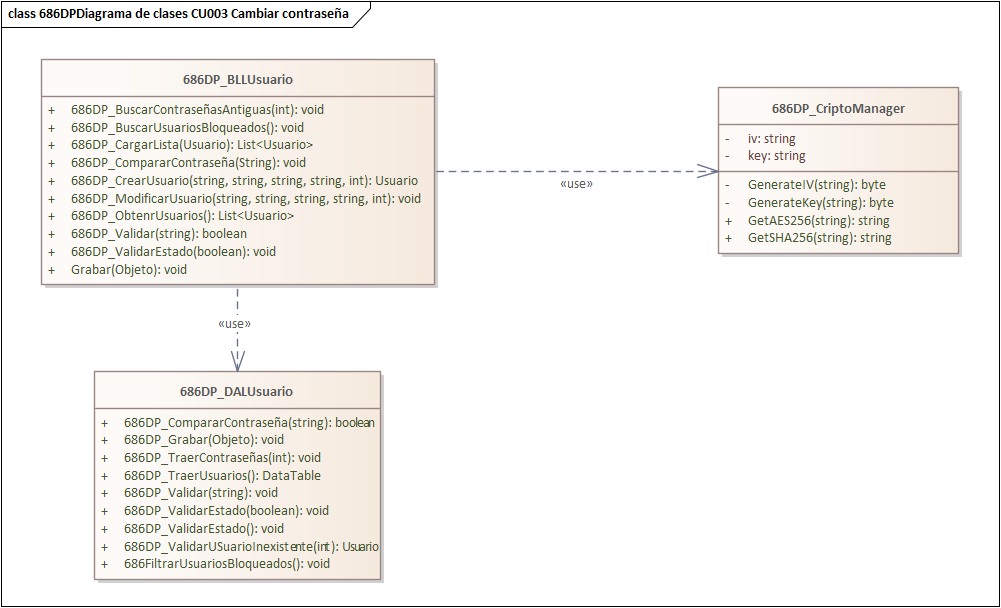 class 686DPDiagrama de clases CU003 Cambiar contraseña
686DP_BLLUsuario
+ 686DP_BuscarContraseñasAntiguas(int): void
+ 686DP_BuscarUsuariosBloqueados(): void
+ 686DP_CargarLista(Usuario): List<Usuario>
+ 686DP_CompararContraseña(String): void
+ 686DP_CrearUsuario(string, string, string, string, int): Usuario
+ 686DP_ModificarUsuario(string, string, string, string, int): void
+ 686DP_ObtenrUsuarios(): List<Usuario>
+ 686DP_Validar(string): boolean
+ 686DP_ValidarEstado(boolean): void
+ Grabar(Objeto): void
«use»
686DP_CriptoManager
- iv: string
- key: string
- GenerateIV(string): byte
- GenerateKey(string): byte
+ GetAES256(string): string
+ GetSHA256(string): string
«use»
686DP_DALUsuario
+ 686DP_CompararContraseña(string): boolean
+ 686DP_Grabar(Objeto): void
+ 686DP_TraerContraseñas(int): void
+ 686DP_TraerUsuarios(): DataTable
+ 686DP_Validar(string): void
+ 686DP_ValidarEstado(boolean): void
+ 686DP_ValidarEstado(): void
+ 686DP_ValidarUSuarioInexistente(int): Usuario
+ 686FiltrarUsuariosBloqueados(): void